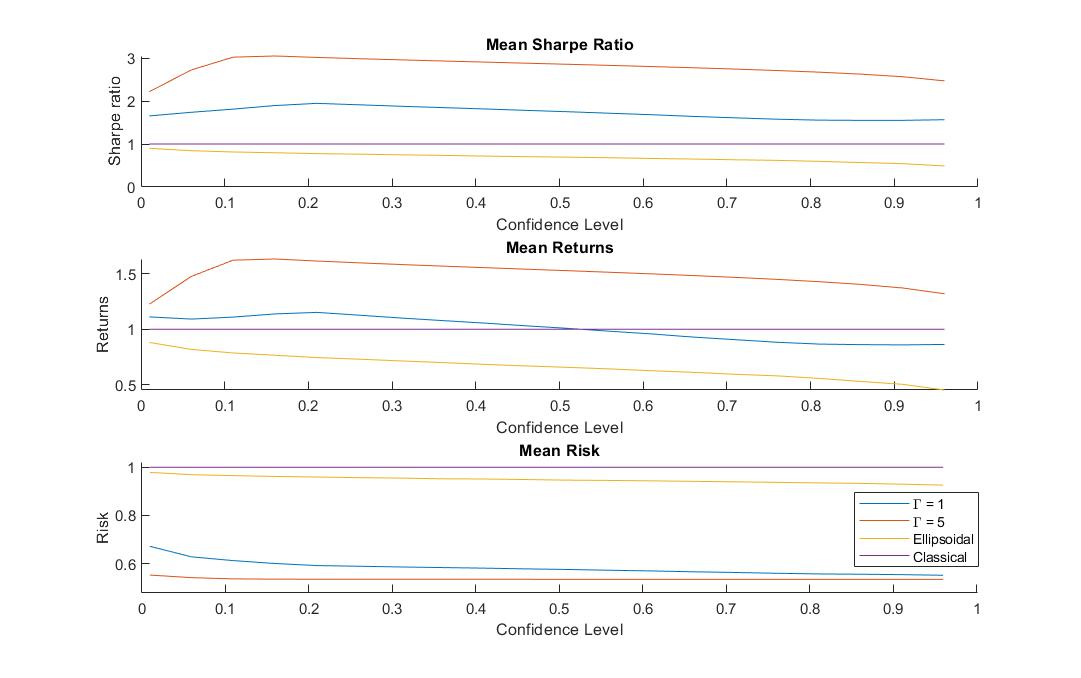 Mean Sharpe Ratio
3
2
1
0
Sharpe ratio
0 0.1 0.2 0.3 0.4 0.5 0.6 0.7 0.8 0.9 1
Confidence Level
Mean Returns
1.5
1
0.5
Returns
0 0.1 0.2 0.3 0.4 0.5 0.6 0.7 0.8 0.9 1
Confidence Level
Mean Risk
1
0.8
0.6
Risk
Γ = 1
Γ = 5
Ellipsoidal
Classical
0 0.1 0.2 0.3 0.4 0.5 0.6 0.7 0.8 0.9 1
Confidence Level